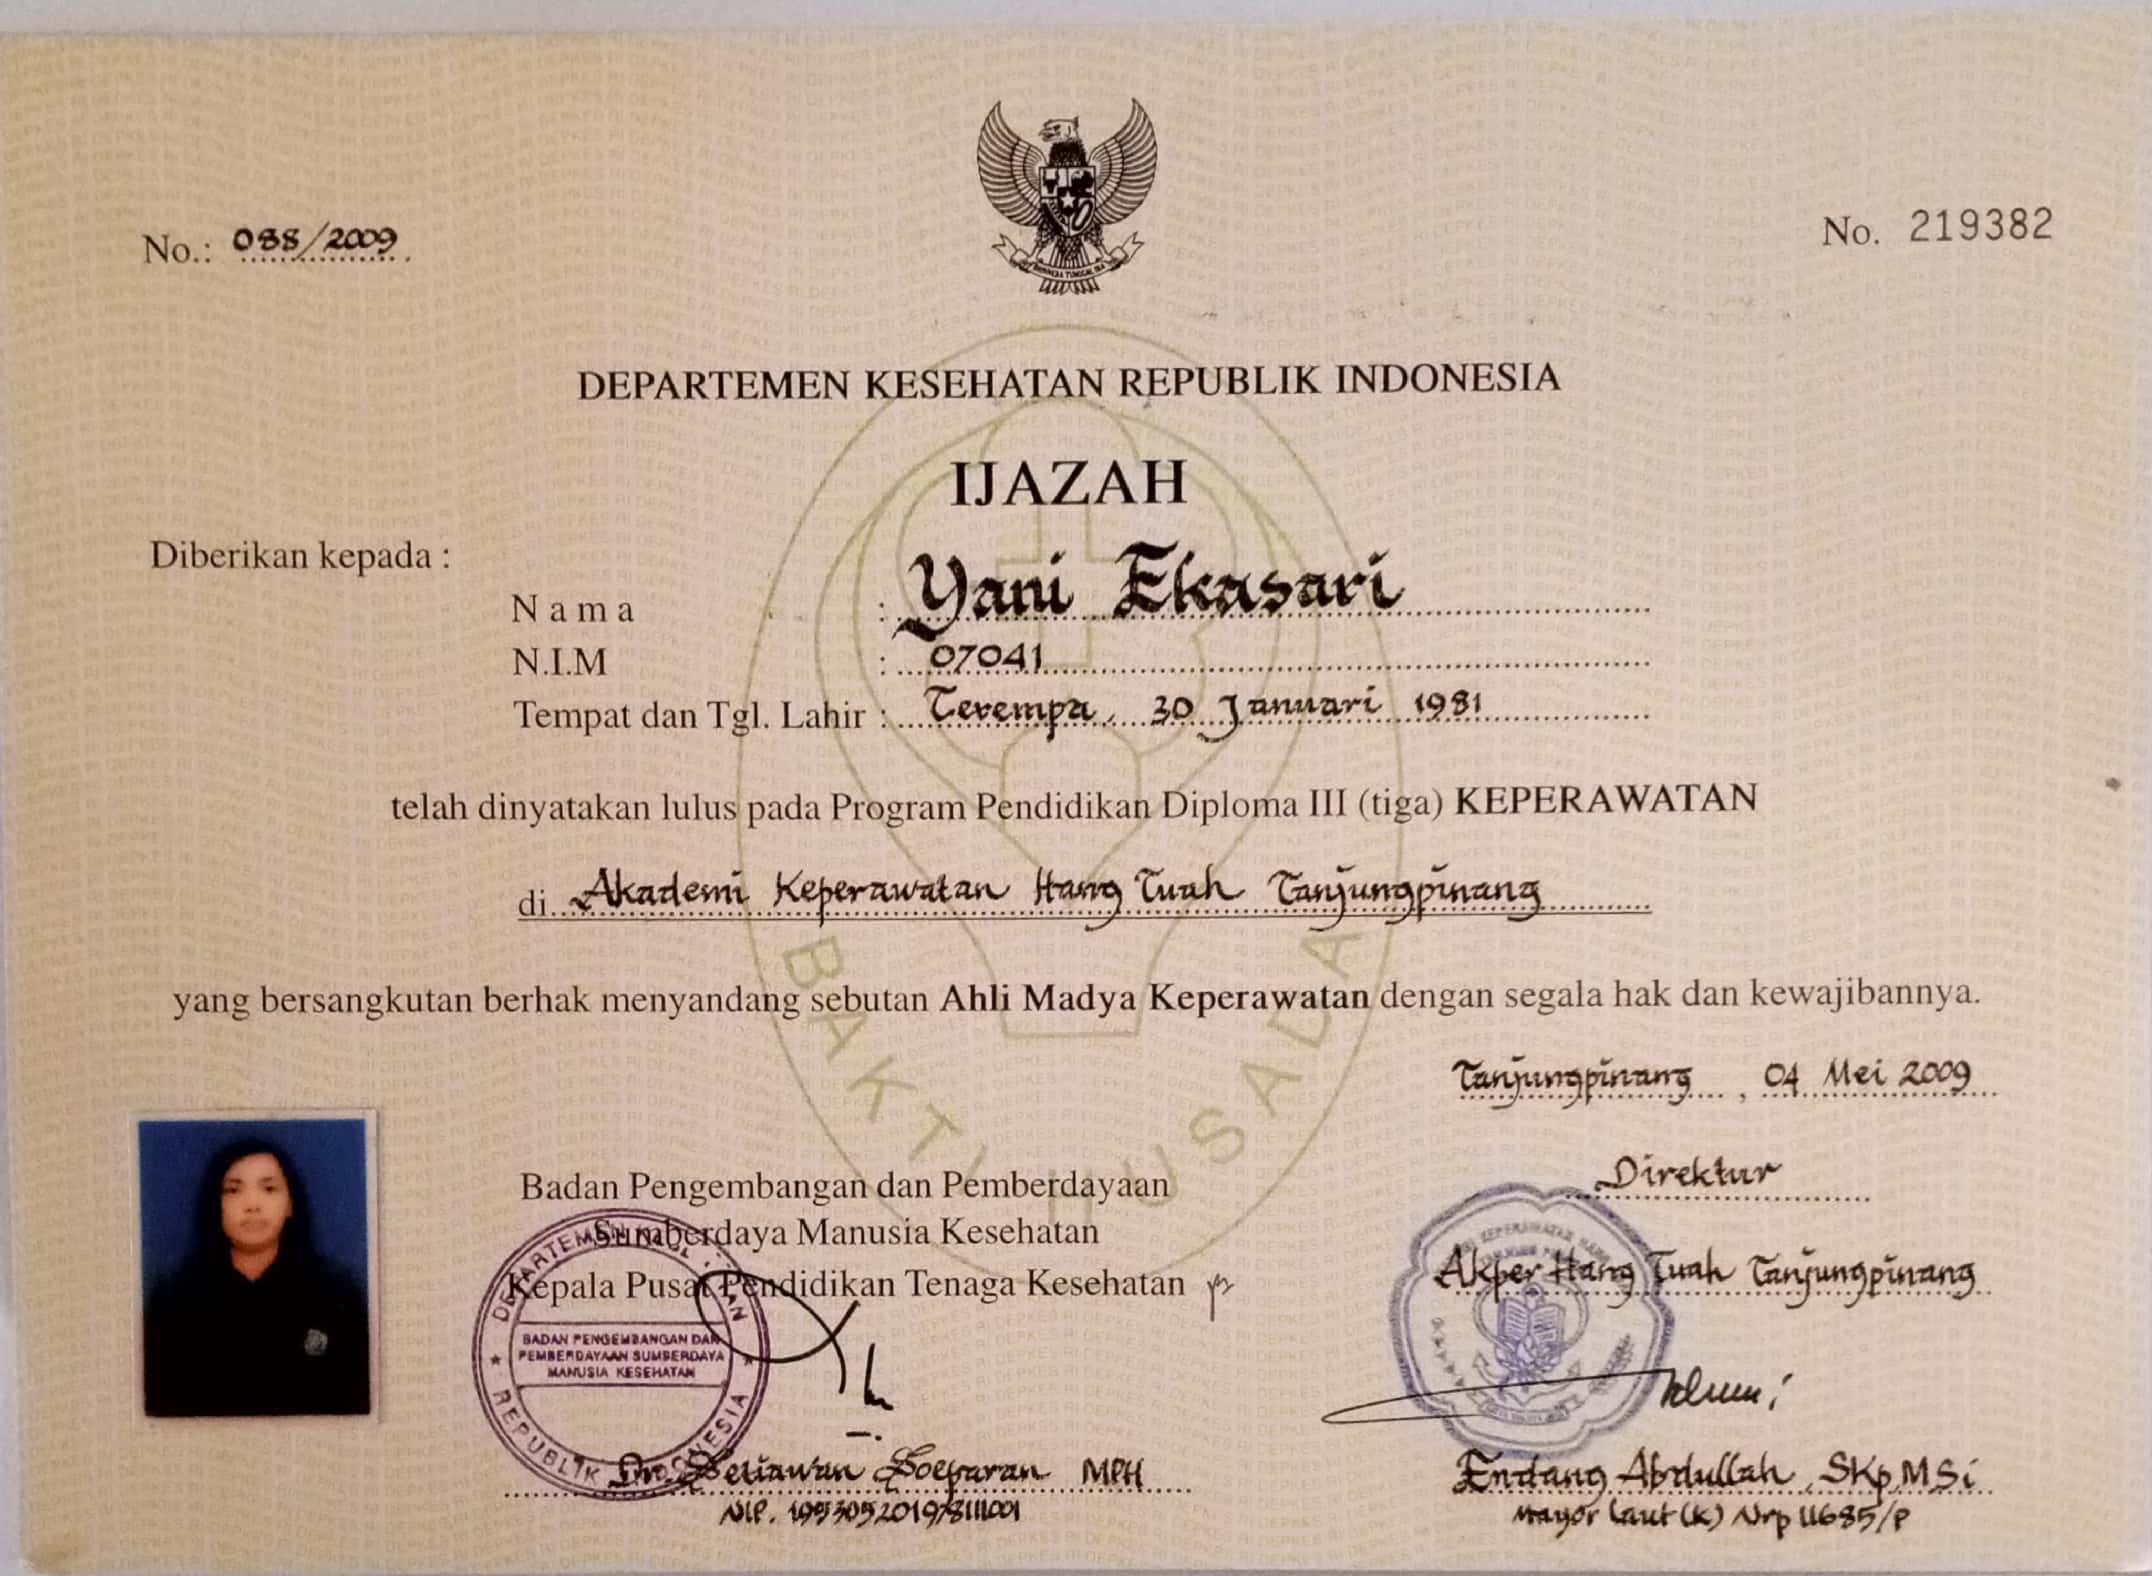 No.: 088/2009
No. 219382
DEPARTEMEN KESEHATAN REPUBLIK INDONESIA
IJAZAH
Diberikan kepada :
Nama : Yani Ekasari
N.I.M : 07041
Tempat dan Tgl. Lahir : Terempa, 30 Januari 1981
telah dinyatakan lulus pada Program Pendidikan Diploma III (tiga) KEPERAWATAN
di Akademi Keperawatan Hang Tuah Tanjungpinang
yang bersangkutan berhak menyandang sebutan Ahli Madya Keperawatan dengan segala hak dan kewajibannya.
BAKTI HUSADA
Tanjungpinang, 04 Mei 2009
Badan Pengembangan dan Pemberdayaan
Sumberdaya Manusia Kesehatan
Kepala Pusat Pendidikan Tenaga Kesehatan
DEPARTEMEN
BADAN PENGEMBANGAN DAN
PEMBERDAYAAN SUMBERDAYA
MANUSIA KESEHATAN
REPUBLIK INDONESIA
Dr. Setiawan Soeparan MPH
NIP. 195305201978111001
Direktur
Akper Hang Tuah Tanjungpinang
Endang Abdullah, SKp, MSi
Mayor Laut (K) Nrp 11685/P